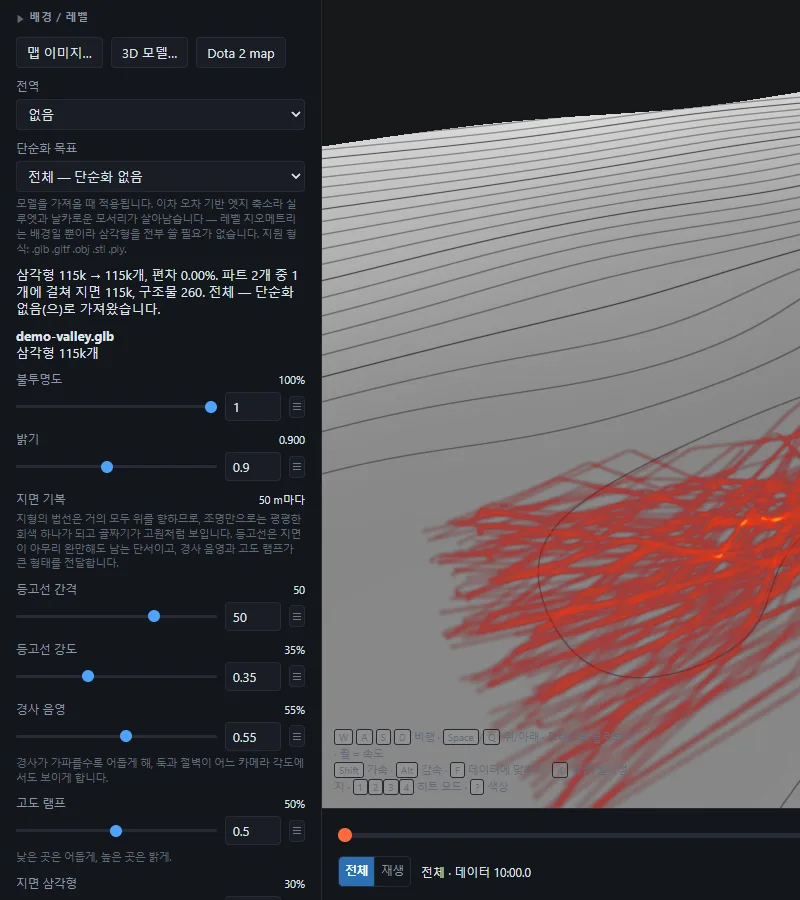 배경 / 레벨
맵 이미지...
3D 모델...
Dota 2 map
전역
없음
단순화 목표
전체 — 단순화 없음
모델을 가져올 때 적용됩니다. 이차 오차 기반 엣지 축소라 실
루엣과 날카로운 모서리가 살아남습니다 — 레벨 지오메트리
는 배경일 뿐이라 삼각형을 전부 쓸 필요가 없습니다. 지원 형
식: .glb .gltf .obj .stl .ply.
삼각형 115k → 115k개, 편차 0.00%. 파트 2개 중 1
개에 걸쳐 지면 115k, 구조물 260. 전체 — 단순화
없음(으)로 가져왔습니다.
demo-valley.glb
삼각형 115k개
불투명도 100%
1
밝기 0.900
0.9
지면 기복 50 m마다
지형의 법선은 거의 모두 위를 향하므로, 조명만으로는 평평한
회색 하나가 되고 골짜기가 고원처럼 보입니다. 등고선은 지면
이 아무리 완만해도 남는 단서이고, 경사 음영과 고도 램프가
큰 형태를 전달합니다.
등고선 간격 50
50
등고선 강도 35%
0.35
경사 음영 55%
0.55
경사가 가파를수록 어둡게 해, 둑과 절벽이 어느 카메라 각도에
서도 보이게 합니다.
고도 램프 50%
0.5
낮은 곳은 어둡게, 높은 곳은 밝게.
지면 삼각형 30%
W A S D 비행 · Space
· 휠 = 속도
Shift 가속 · Alt 감속 · F 데이터에 맞
지 · 1 2 3 4 히트 모드 · ? 색상
전체 재생 전체 · 데이터 10:00.0